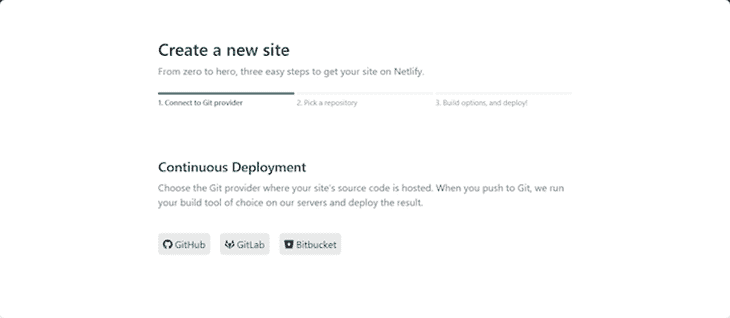 Create a new site
From zero to hero, three easy steps to get your site on Netlify.
1. Connect to Git provider 2. Pick a repository 3. Build options, and deploy!
Continuous Deployment
Choose the Git provider where your site's source code is hosted. When you push to Git, we run
your build tool of choice on our servers and deploy the result.
GitHub GitLab Bitbucket